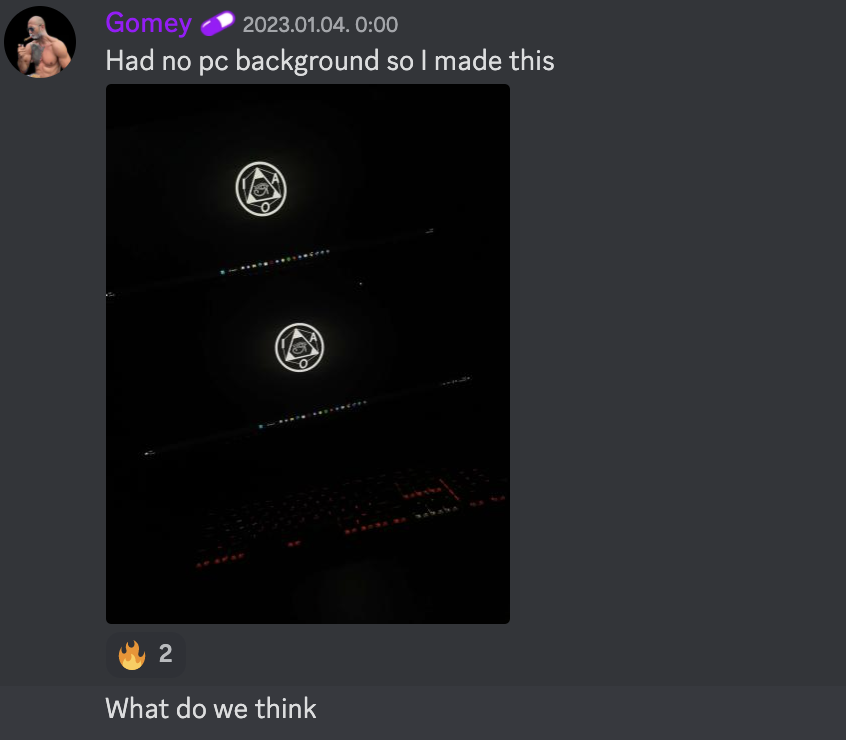 Gomey 2023.01.04. 0:00
Had no pc background so I made this
I A
O
I A
O
2
What do we think